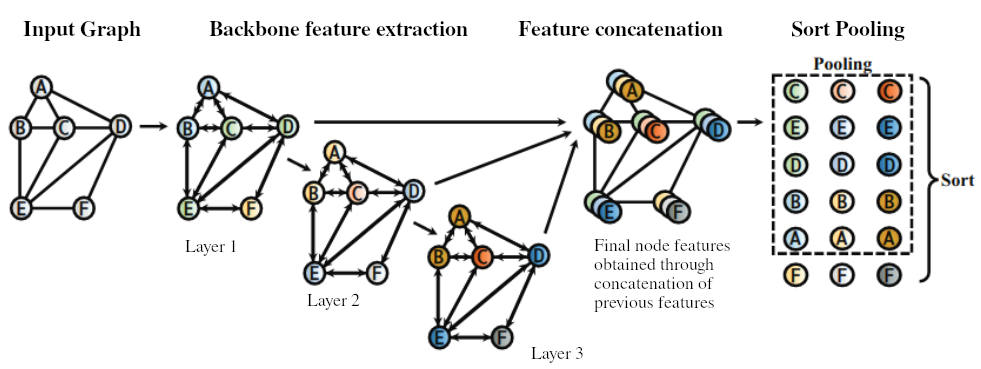 Input Graph
Backbone feature extraction
Feature concatenation
Sort Pooling
A
B
C
D
E
F
A
B
C
D
E
F
Layer 1
A
B
C
D
E
F
Layer 2
A
B
C
D
E
F
Layer 3
A
B
C
D
E
F
Final node features
obtained through
concatenation of
previous features
Pooling
C C C
E E E
D D D
B B B
A A A
F F F
Sort